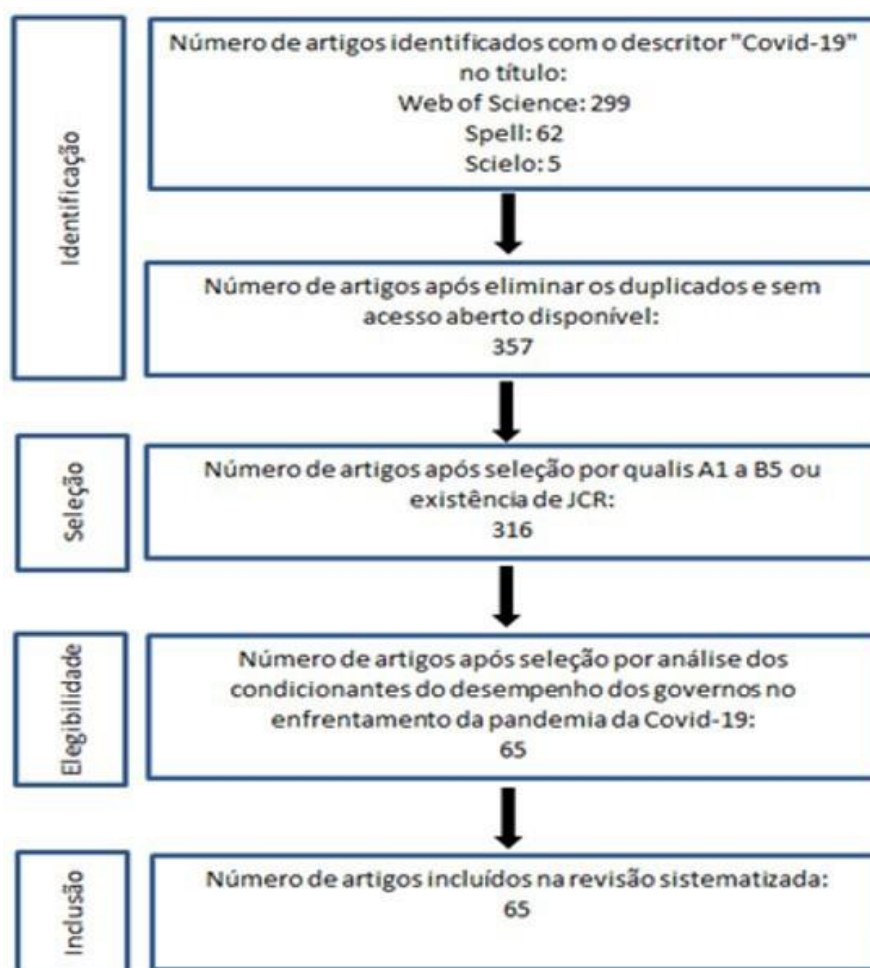 Identificação
Número de artigos identificados com o descritor "Covid-19"
no título:
Web of Science: 299
Spell: 62
Scielo: 5
Número de artigos após eliminar os duplicados e sem
acesso aberto disponível:
357
Seleção
Número de artigos após seleção por qualis A1 a B5 ou
existência de JCR:
316
Elegibilidade
Número de artigos após seleção por análise dos
condicionantes do desempenho dos governos no
enfrentamento da pandemia da Covid-19:
65
Inclusão
Número de artigos incluídos na revisão sistematizada:
65